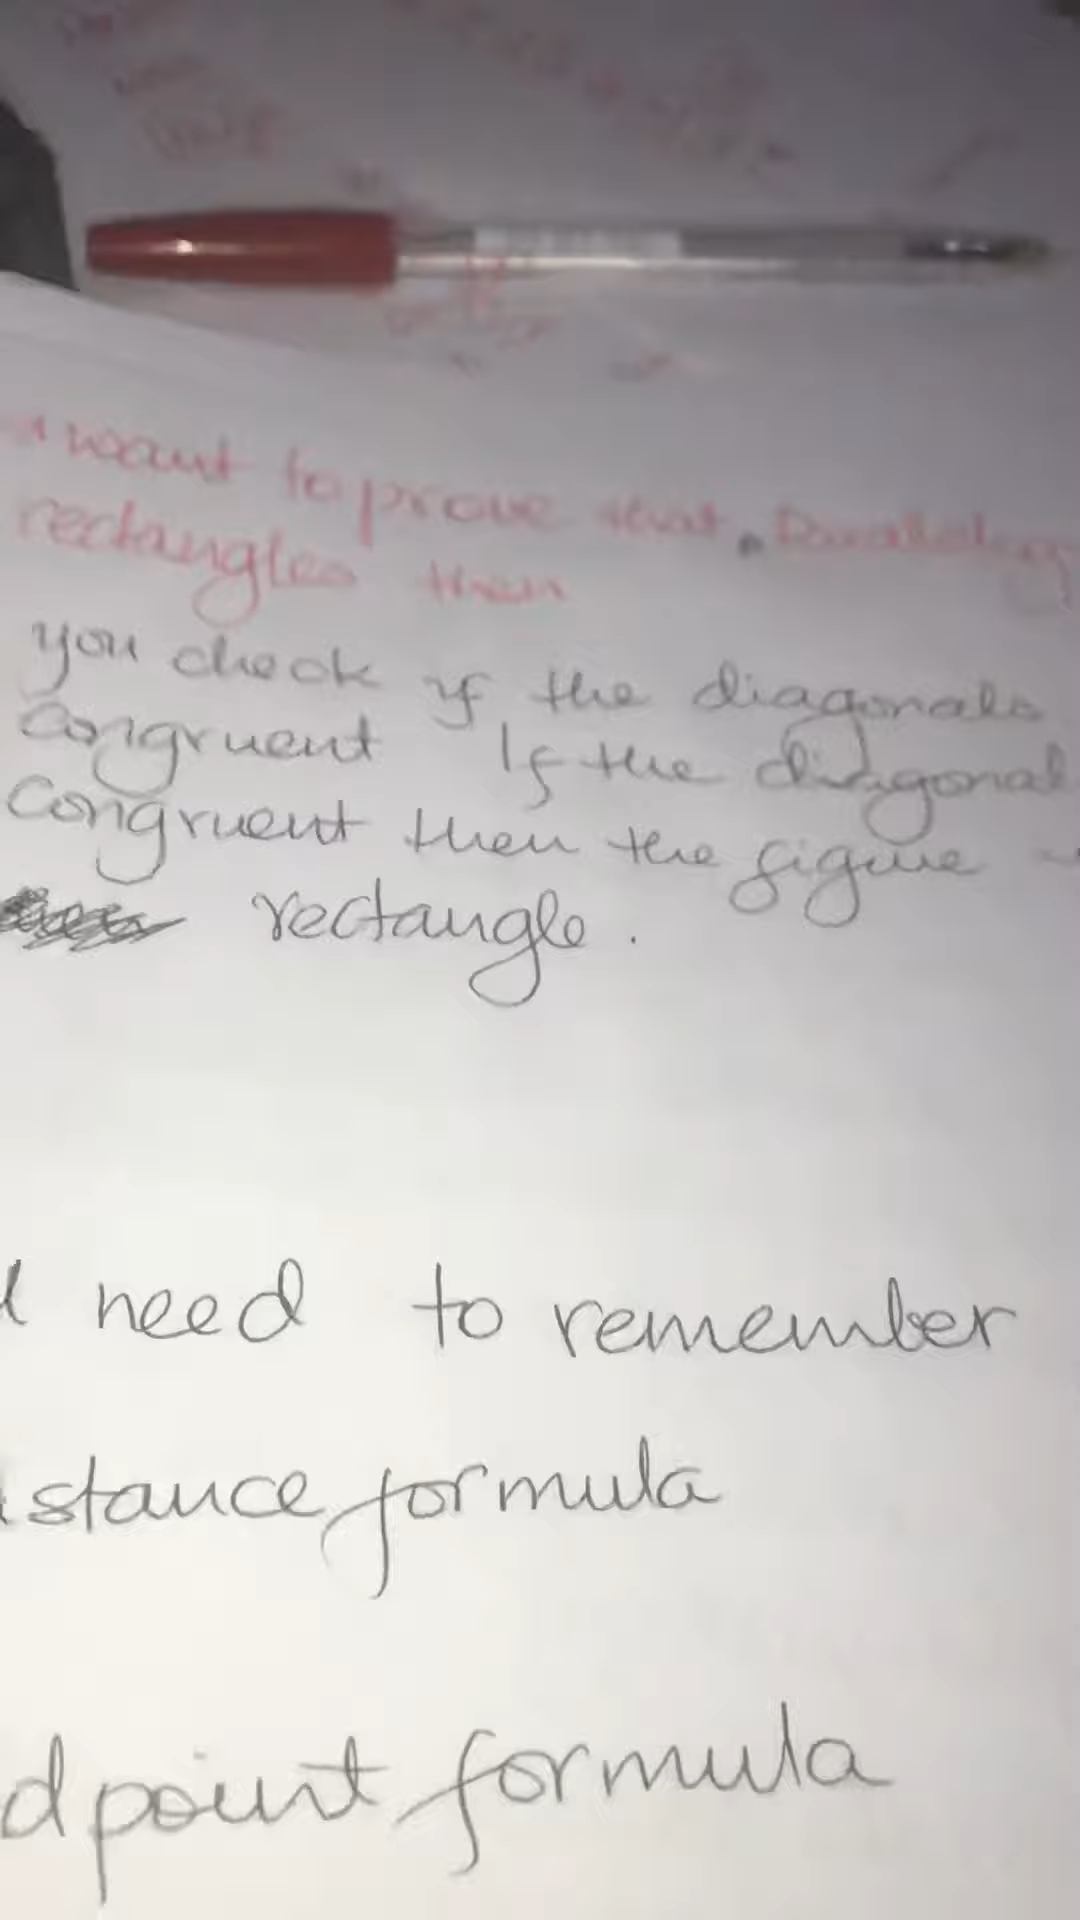 want to prove that
rectangles then
you check if the diagonals
congruent If the diagonal
congruent then the figure
rectangle.
need to remember
stance formula
dpoint formula